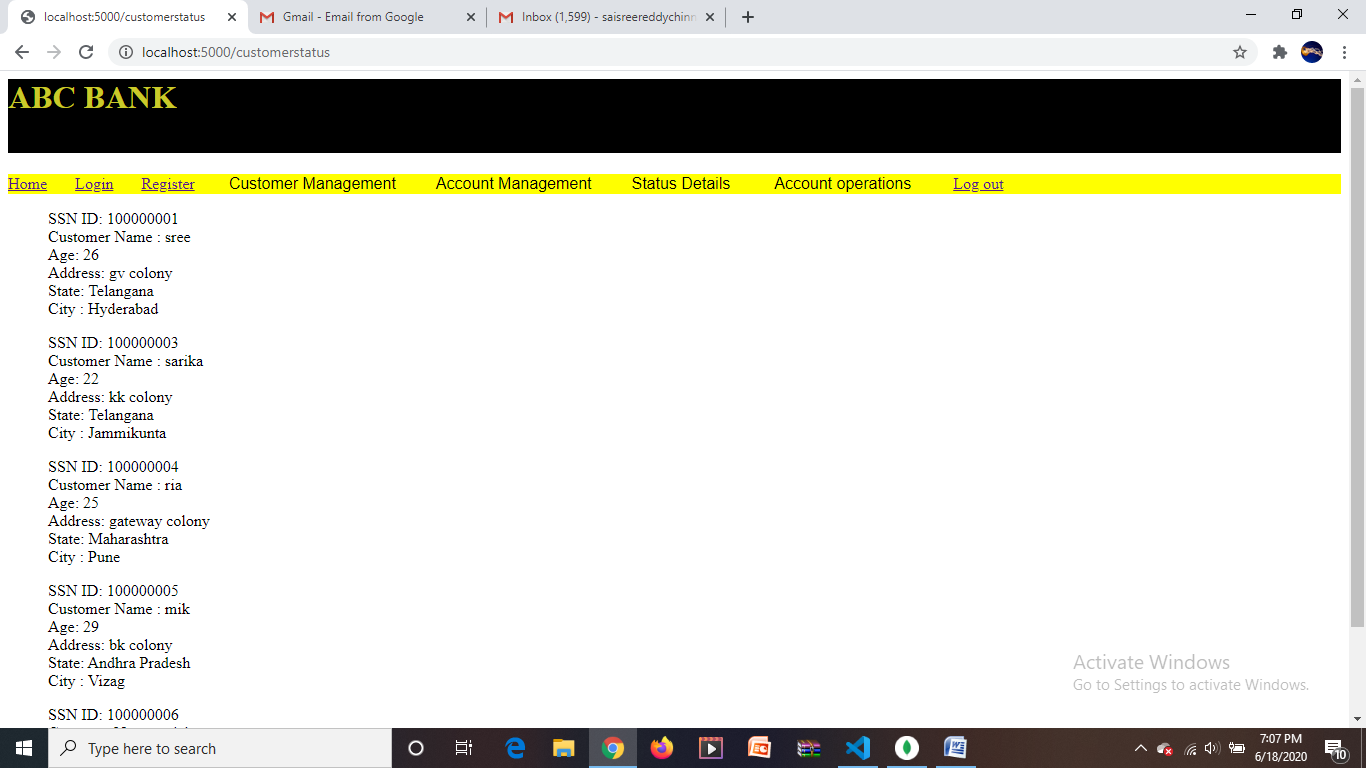 localhost:5000/customerstatus
Gmail - Email from Google
Inbox (1,599) - saisreereddychinn
localhost:5000/customerstatus
ABC BANK
Home Login Register Customer Management Account Management Status Details Account operations Log out
SSN ID: 100000001
Customer Name : sree
Age: 26
Address: gv colony
State: Telangana
City : Hyderabad
SSN ID: 100000003
Customer Name : sarika
Age: 22
Address: kk colony
State: Telangana
City : Jammikunta
SSN ID: 100000004
Customer Name : ria
Age: 25
Address: gateway colony
State: Maharashtra
City : Pune
SSN ID: 100000005
Customer Name : mik
Age: 29
Address: bk colony
State: Andhra Pradesh
City : Vizag
SSN ID: 100000006
Activate Windows
Go to Settings to activate Windows.
Type here to search
7:07 PM
6/18/2020
10